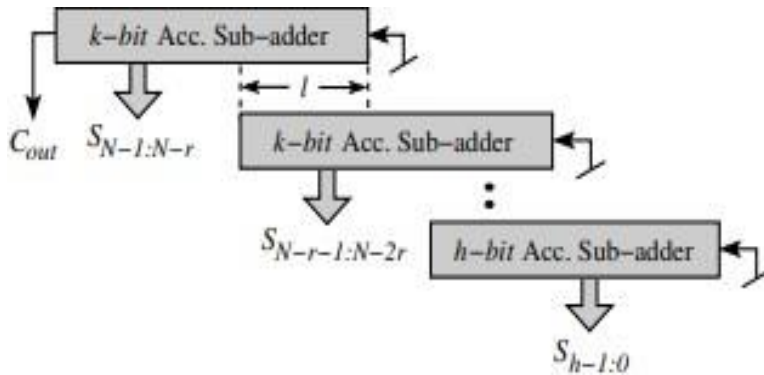 k-bit Acc. Sub-adder
l
C_out
S_N-1:N-r
k-bit Acc. Sub-adder
S_N-r-1:N-2r
h-bit Acc. Sub-adder
S_h-1:0